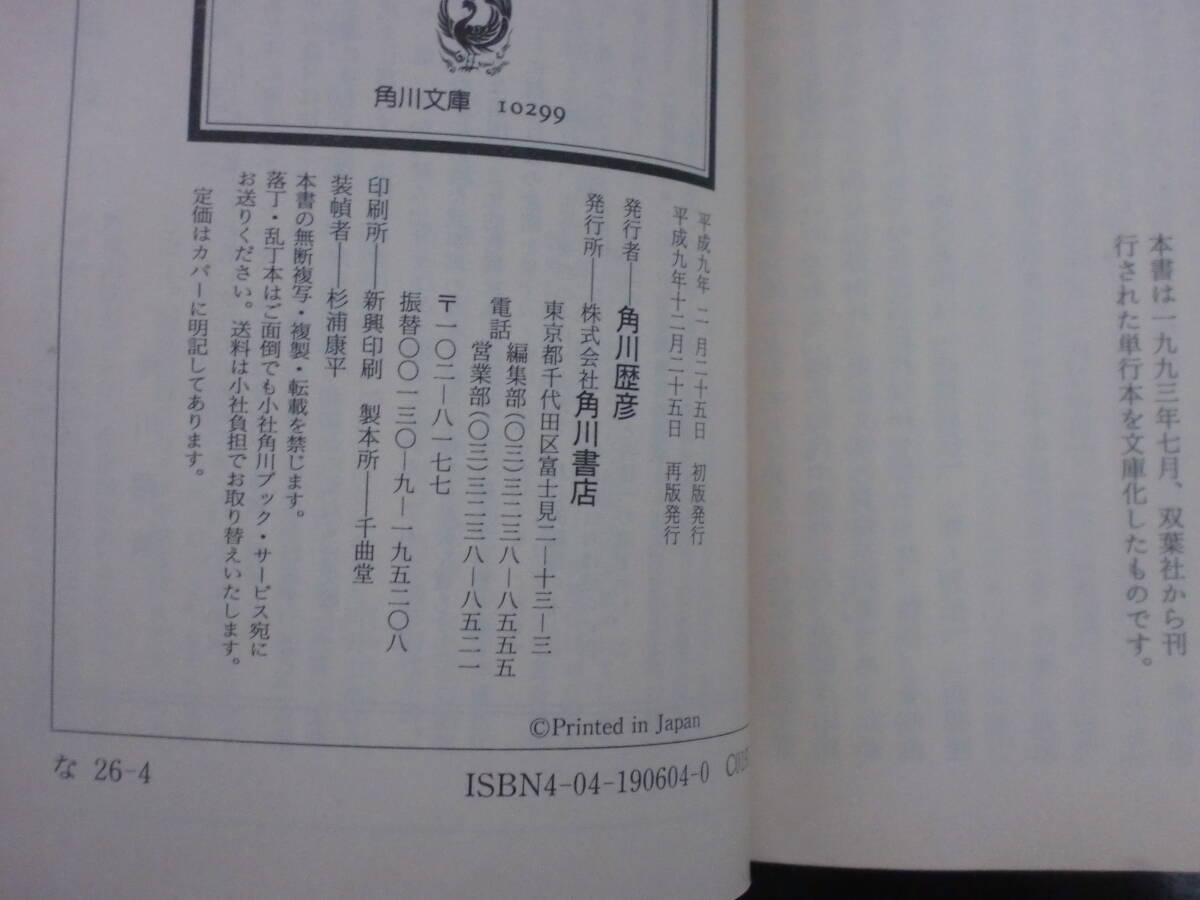 本書は一九九三年七月、双葉社から刊
行された単行本を文庫化したものです。
角川文庫 10299
平成九年 二 月二十五日 初版発行
平成九年十二月二十五日 再版発行
発行者──角川歴彦
発行所──株式会社角川書店
東京都千代田区富士見二─十三─三
電話 編集部(〇三)三二三八─八五五五
営業部(〇三)三二三八─八五二一
〒一〇二─八一七七
振替〇〇一三〇─九─一九五二〇八
印刷所──新興印刷 製本所──千曲堂
装幀者──杉浦康平
本書の無断複写・複製・転載を禁じます。
落丁・乱丁本はご面倒でも小社角川ブック・サービス宛に
お送りください。送料は小社負担でお取り替えいたします。
定価はカバーに明記してあります。
©Printed in Japan
な 26-4
ISBN4-04-190604-0